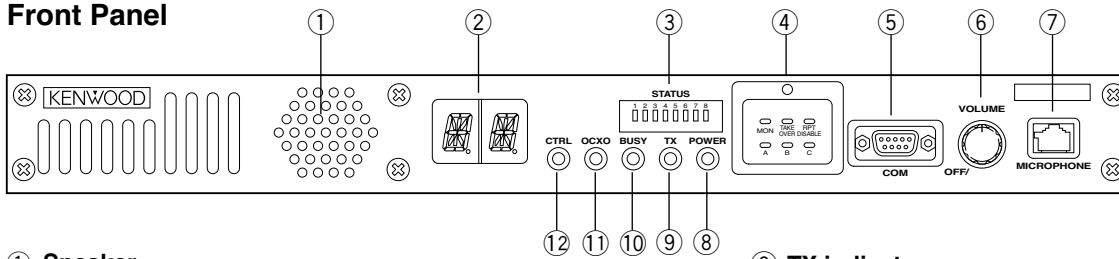 Front Panel
① ② ③ ④ ⑤ ⑥ ⑦
KENWOOD
STATUS
1 2 3 4 5 6 7 8
MON TAKE OVER RPT DISABLE
A B C
VOLUME
CTRL OCXO BUSY TX POWER
COM
OFF/
MICROPHONE
⑫ ⑪ ⑩ ⑨ ⑧
① Speaker
⑨ TX indicator